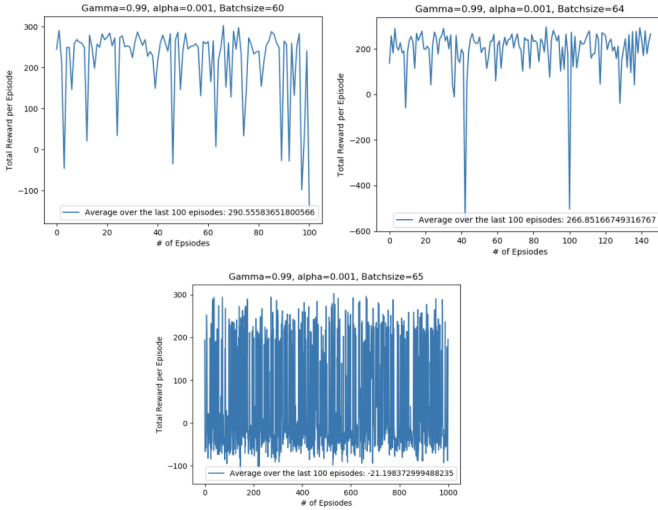 Gamma=0.99, alpha=0.001, Batchsize=60
Total Reward per Episode
300
200
100
0
−100
0
20
40
60
80
100
Average over the last 100 episodes: 290.55583651800566
# of Epsiodes
Gamma=0.99, alpha=0.001, Batchsize=64
Total Reward per Episode
200
0
−200
−400
−600
0
20
40
60
80
100
120
140
Average over the last 100 episodes: 266.85166749316767
# of Epsiodes
Gamma=0.99, alpha=0.001, Batchsize=65
Total Reward per Episode
300
200
100
0
−100
0
200
400
600
800
1000
Average over the last 100 episodes: -21.198372999488235
# of Epsiodes